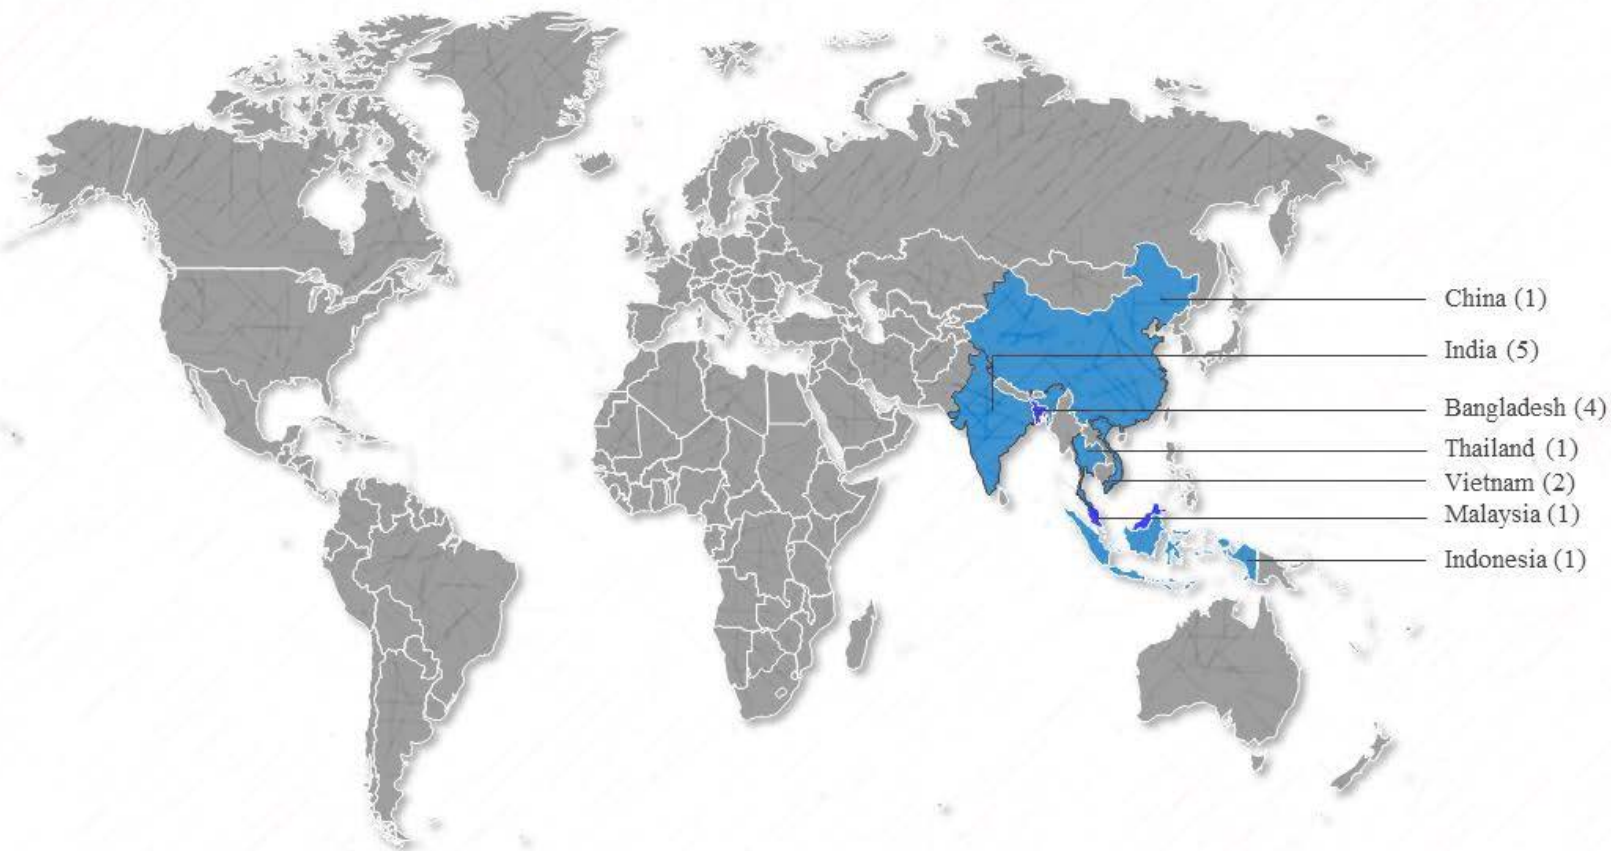 China (1)
India (5)
Bangladesh (4)
Thailand (1)
Vietnam (2)
Malaysia (1)
Indonesia (1)